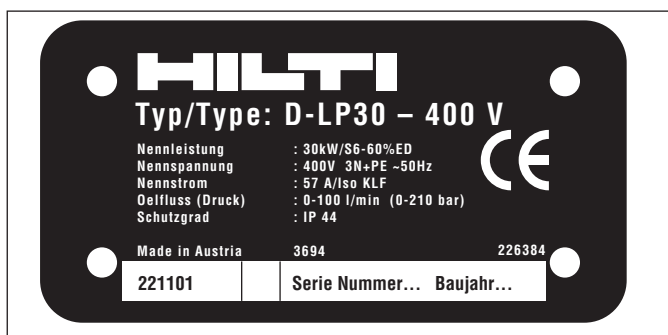 HILTI
Typ/Type: D-LP30 – 400 V
Nennleistung : 30kW/S6-60%ED
Nennspannung : 400V 3N+PE ~50Hz
Nennstrom : 57 A/Iso KLF
Oelfluss (Druck) : 0-100 l/min (0-210 bar)
Schutzgrad : IP 44
CE
Made in Austria 3694 226384
221101 Serie Nummer... Baujahr...